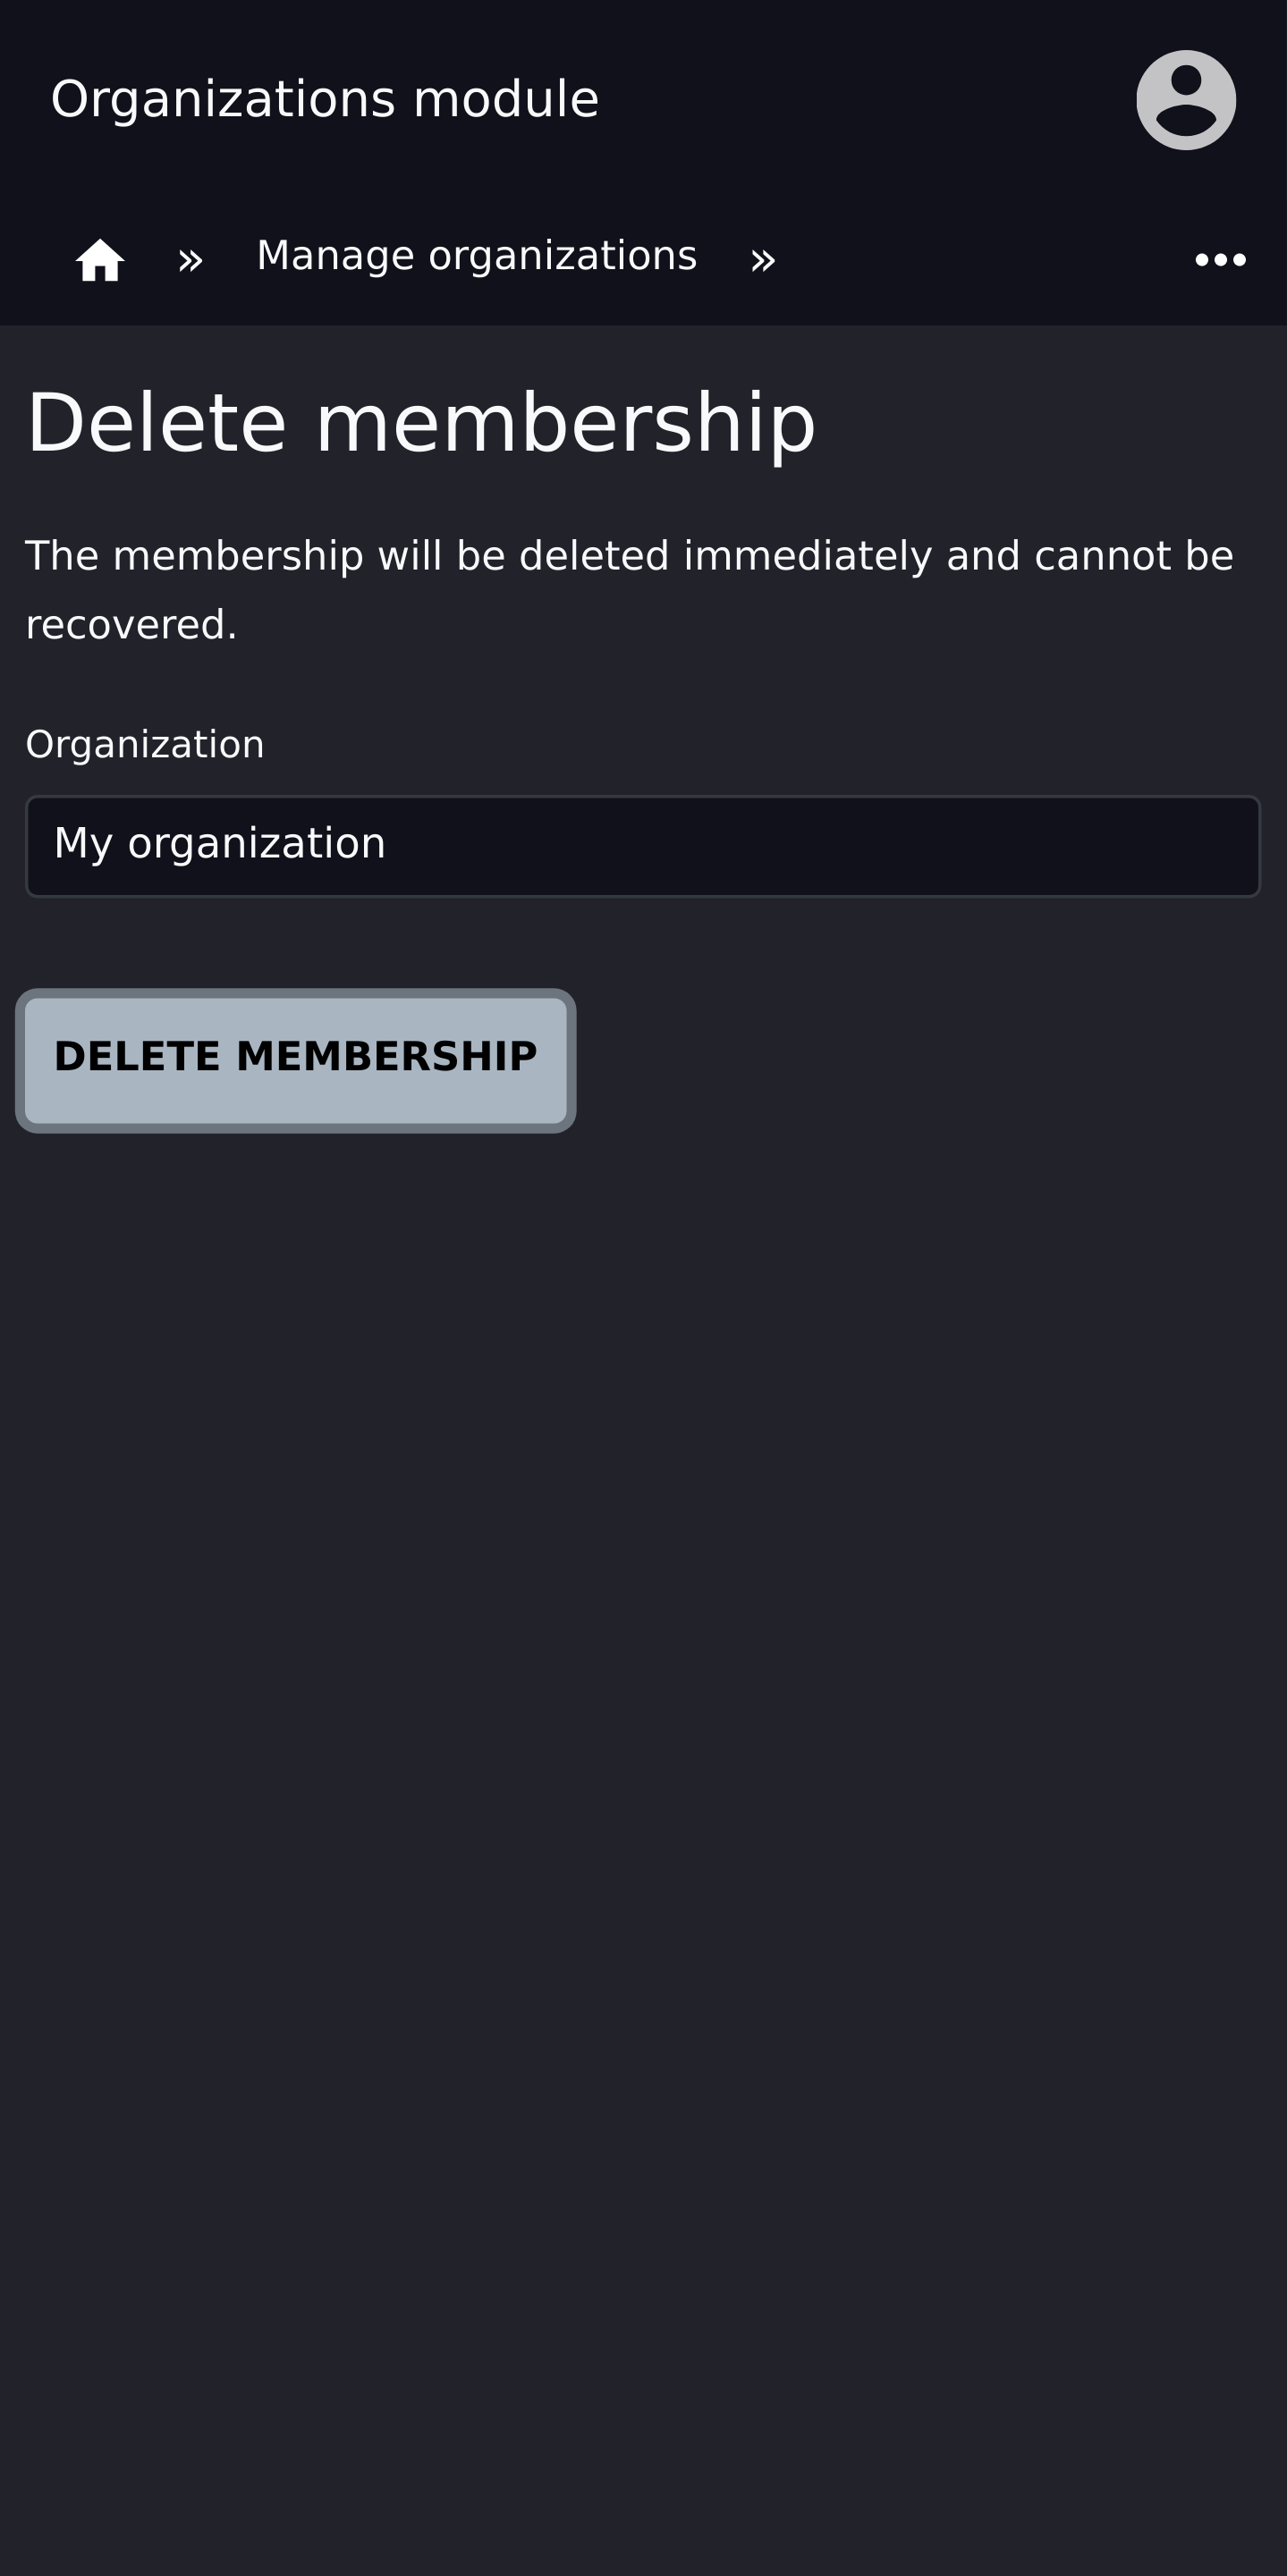 Organizations module
» Manage organizations »
Delete membership
The membership will be deleted immediately and cannot be
recovered.
Organization
My organization
DELETE MEMBERSHIP